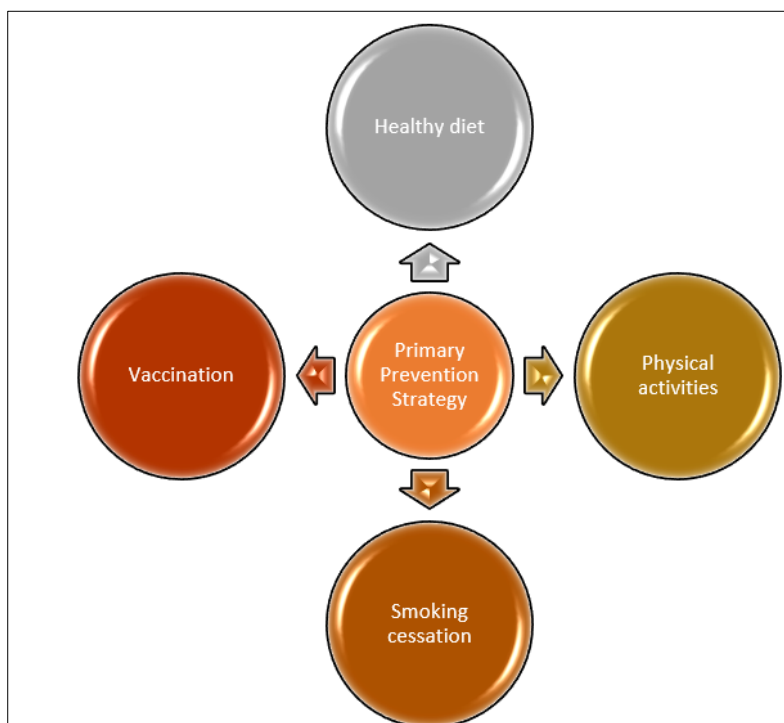 Healthy diet
Vaccination
Primary
Prevention
Strategy
Physical
activities
Smoking
cessation